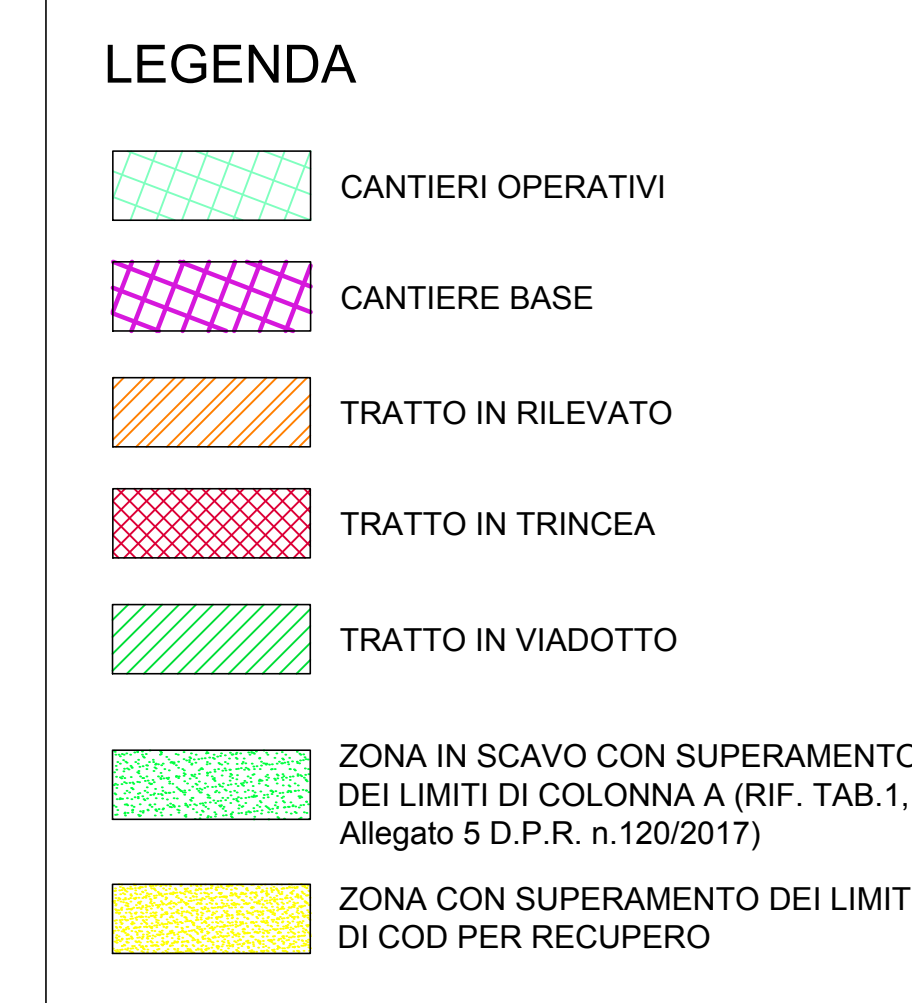 LEGENDA
CANTIERI OPERATIVI
CANTIERE BASE
TRATTO IN RILEVATO
TRATTO IN TRINCEA
TRATTO IN VIADOTTO
ZONA IN SCAVO CON SUPERAMENTO
DEI LIMITI DI COLONNA A (RIF. TAB.1,
Allegato 5 D.P.R. n.120/2017)
ZONA CON SUPERAMENTO DEI LIMIT
DI COD PER RECUPERO